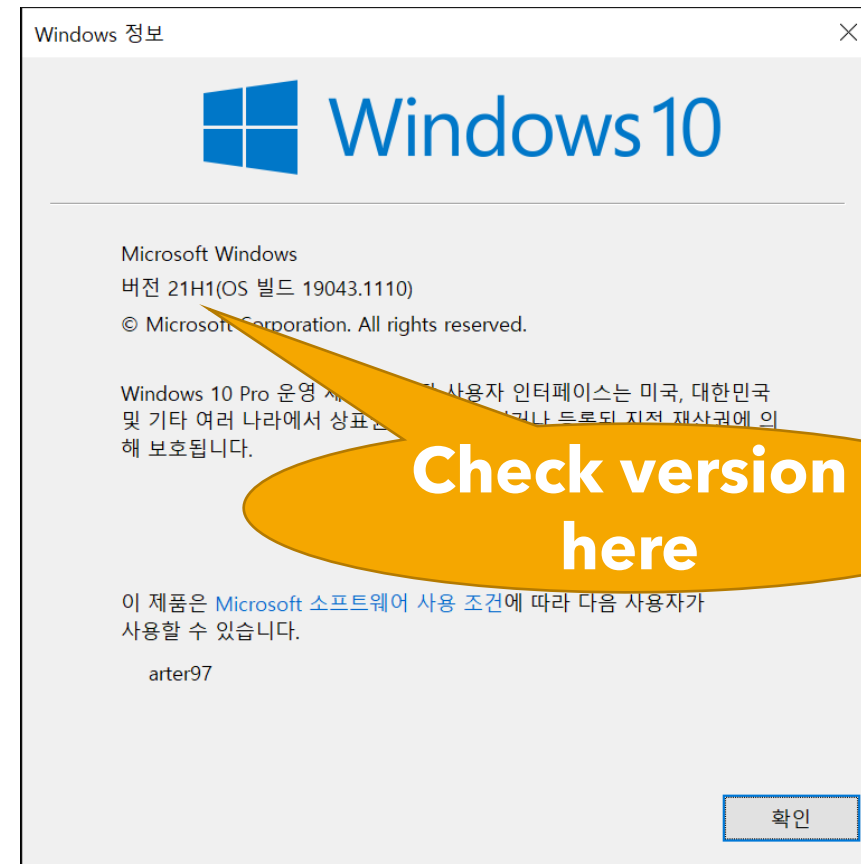 Windows 정보
Windows 10
Microsoft Windows
버전 21H1(OS 빌드 19043.1110)
© Microsoft Corporation. All rights reserved.
Windows 10 Pro 운영 사용자 인터페이스는 미국, 대한민국
및 기타 여러 나라에서 등록된 지적 재산권에 의
해 보호됩니다.
Check version
here
이 제품은 Microsoft 소프트웨어 사용 조건에 따라 다음 사용자가
사용할 수 있습니다.
arter97
확인